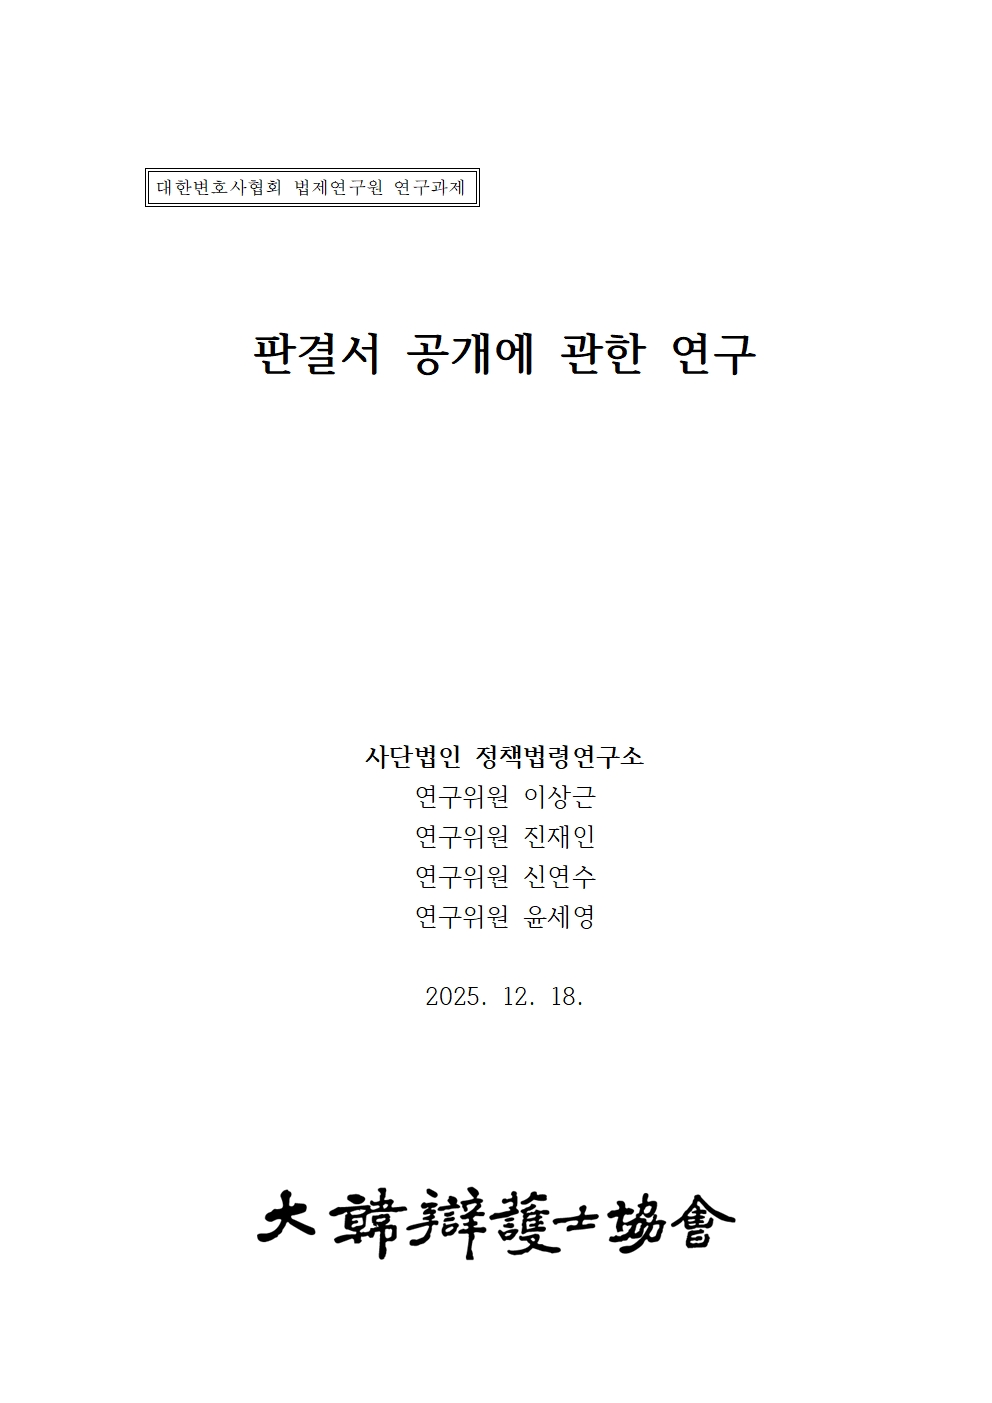 대한변호사협회 법제연구원 연구과제
판결서 공개에 관한 연구
사단법인 정책법령연구소
연구위원 이상근
연구위원 진재인
연구위원 신연수
연구위원 윤세영
2025. 12. 18.
大韓辯護士協會